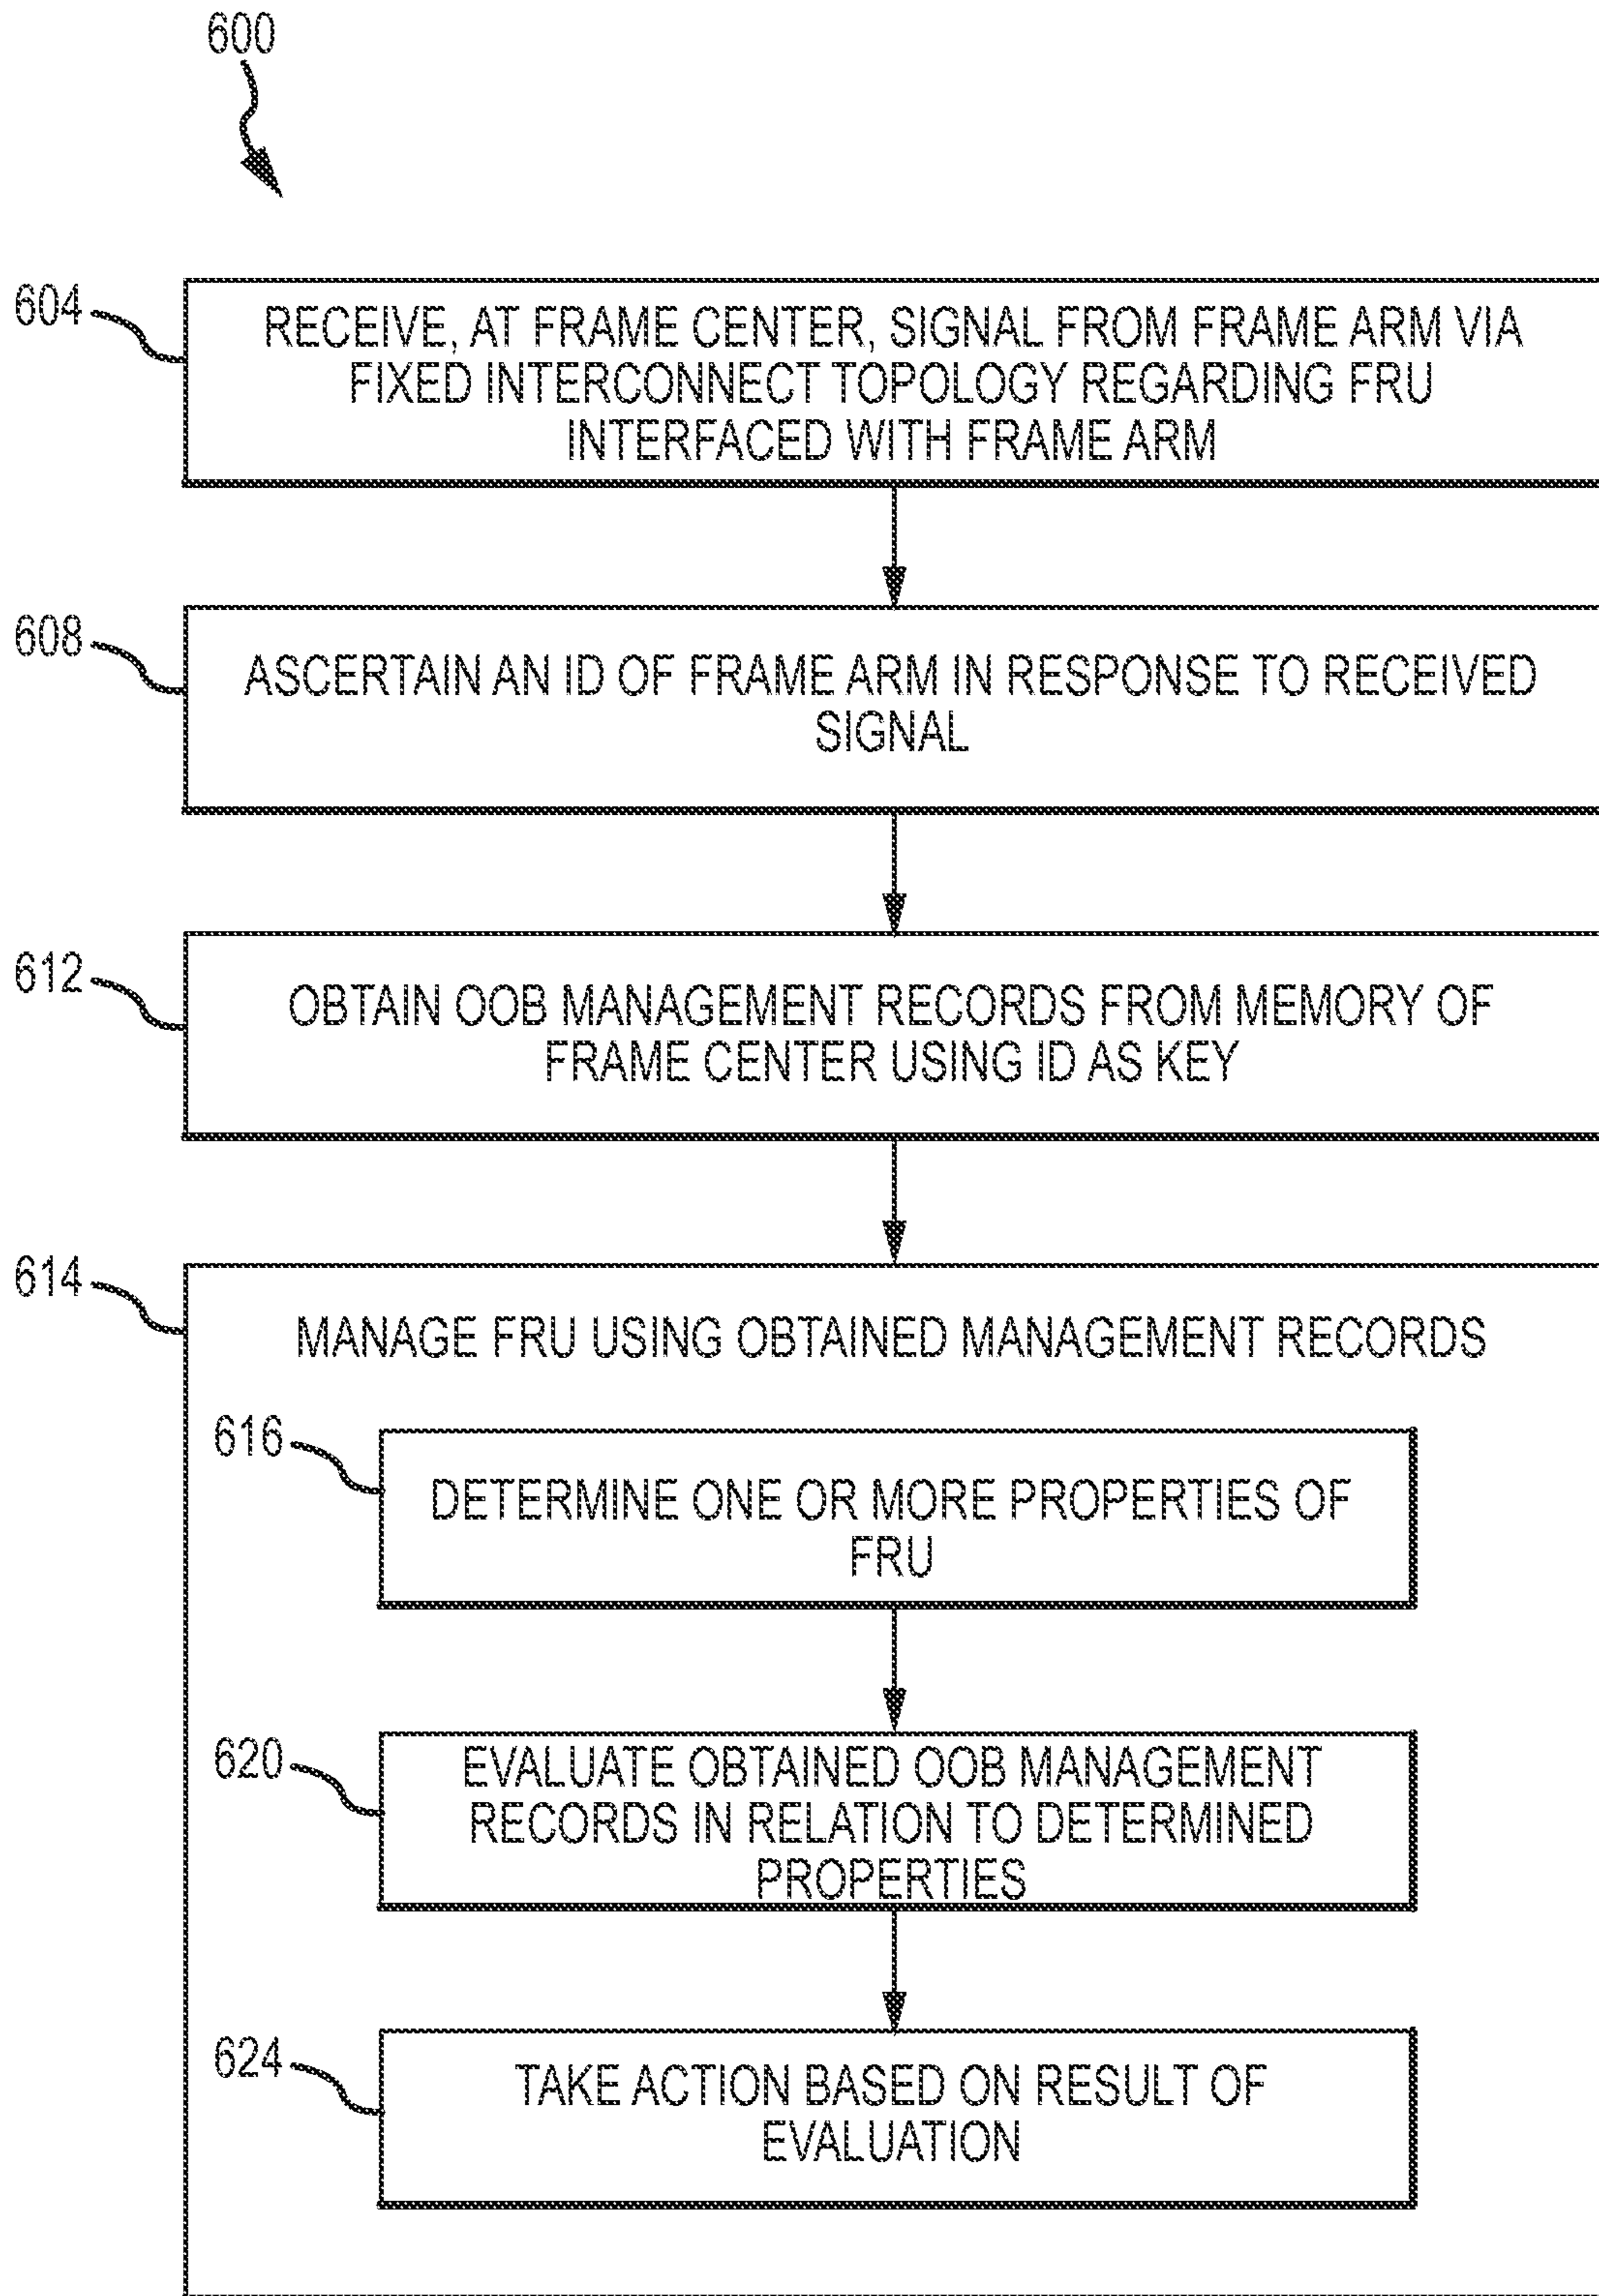 600
604
RECEIVE, AT FRAME CENTER, SIGNAL FROM FRAME ARM VIA
FIXED INTERCONNECT TOPOLOGY REGARDING FRU
INTERFACED WITH FRAME ARM
608
ASCERTAIN AN ID OF FRAME ARM IN RESPONSE TO RECEIVED
SIGNAL
612
OBTAIN OOB MANAGEMENT RECORDS FROM MEMORY OF
FRAME CENTER USING ID AS KEY
614
MANAGE FRU USING OBTAINED MANAGEMENT RECORDS
616
DETERMINE ONE OR MORE PROPERTIES OF
FRU
620
EVALUATE OBTAINED OOB MANAGEMENT
RECORDS IN RELATION TO DETERMINED
PROPERTIES
624
TAKE ACTION BASED ON RESULT OF
EVALUATION